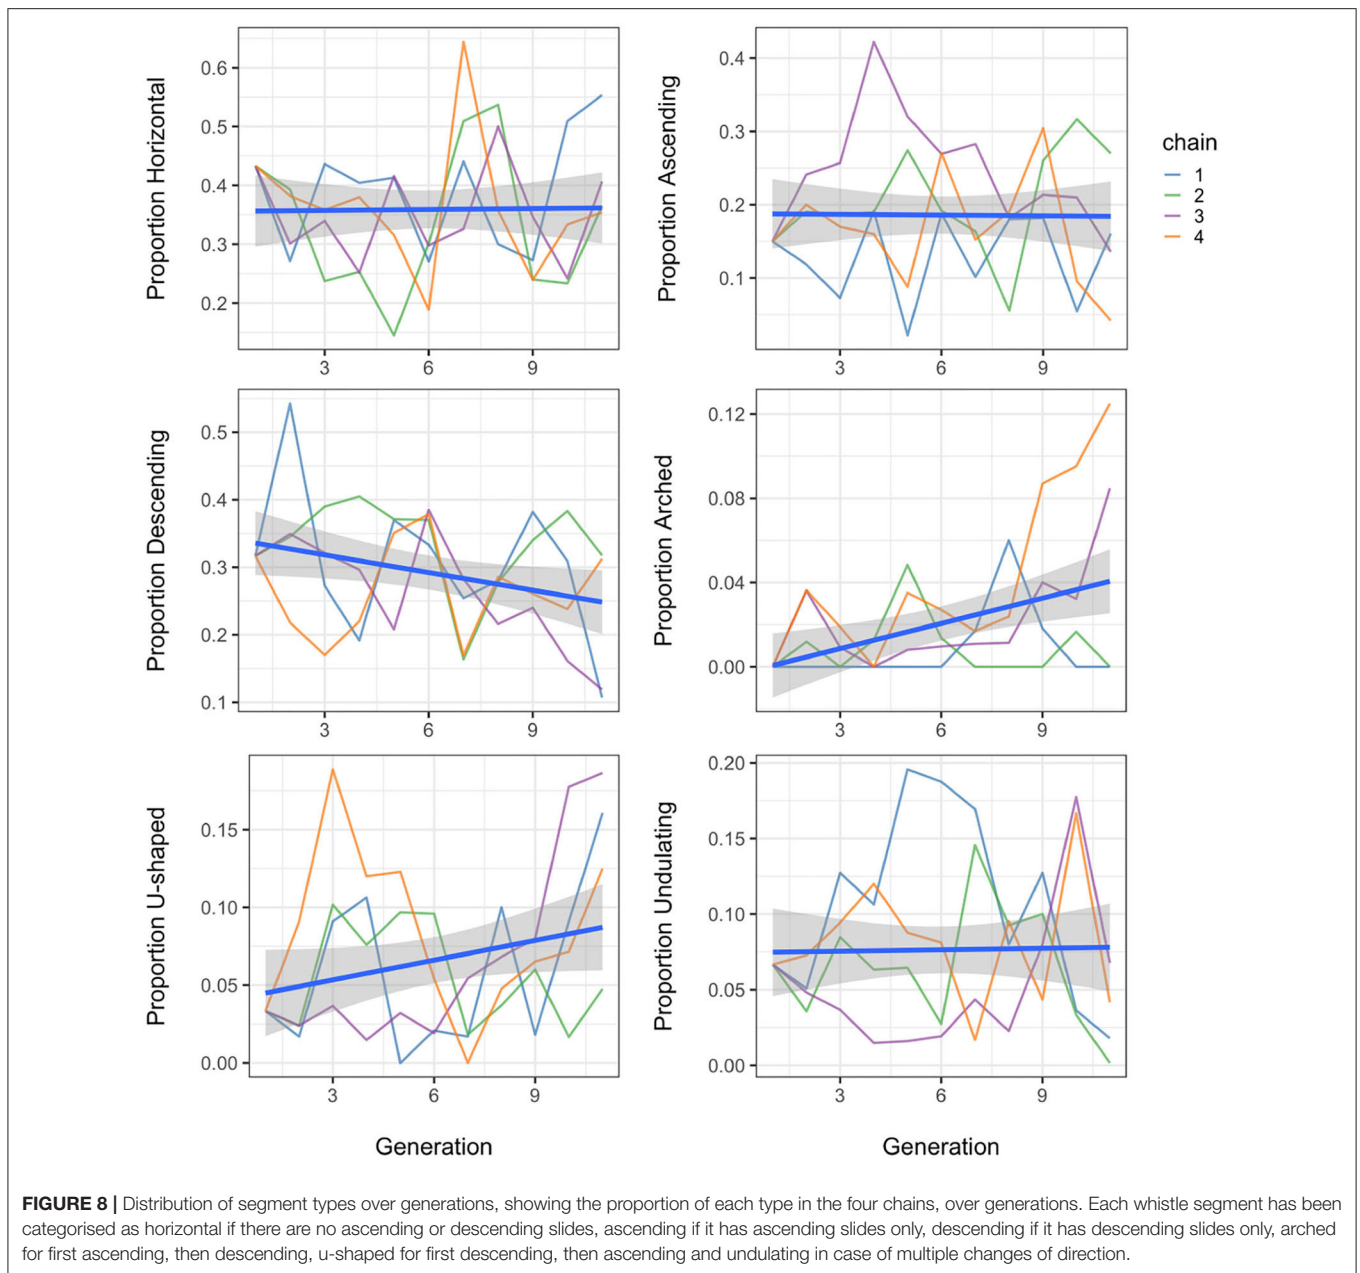 Proportion Horizontal
0.6
0.5
0.4
0.3
0.2
3 6 9
Proportion Ascending
0.4
0.3
0.2
0.1
3 6 9
chain
1
2
3
4
Proportion Descending
0.5
0.4
0.3
0.2
0.1
3 6 9
Proportion Arched
0.12
0.08
0.04
0.00
3 6 9
Proportion U-shaped
0.15
0.10
0.05
0.00
3 6 9
Generation
Proportion Undulating
0.20
0.15
0.10
0.05
0.00
3 6 9
Generation
FIGURE 8 | Distribution of segment types over generations, showing the proportion of each type in the four chains, over generations. Each whistle segment has been
categorised as horizontal if there are no ascending or descending slides, ascending if it has ascending slides only, descending if it has descending slides only, arched
for first ascending, then descending, u-shaped for first descending, then ascending and undulating in case of multiple changes of direction.